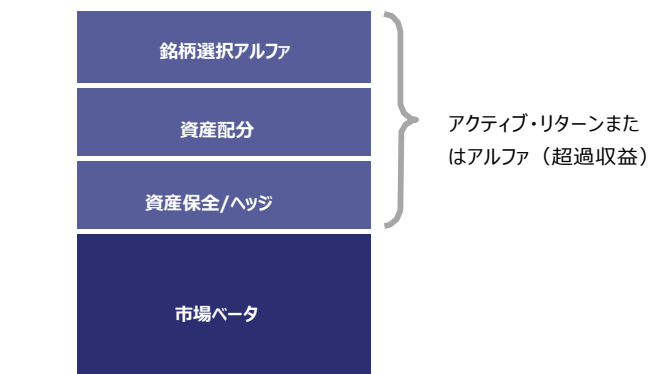 銘柄選択アルファ
資産配分
アクティブ・リターンまた
はアルファ（超過収益）
資産保全/ヘッジ
市場ベータ